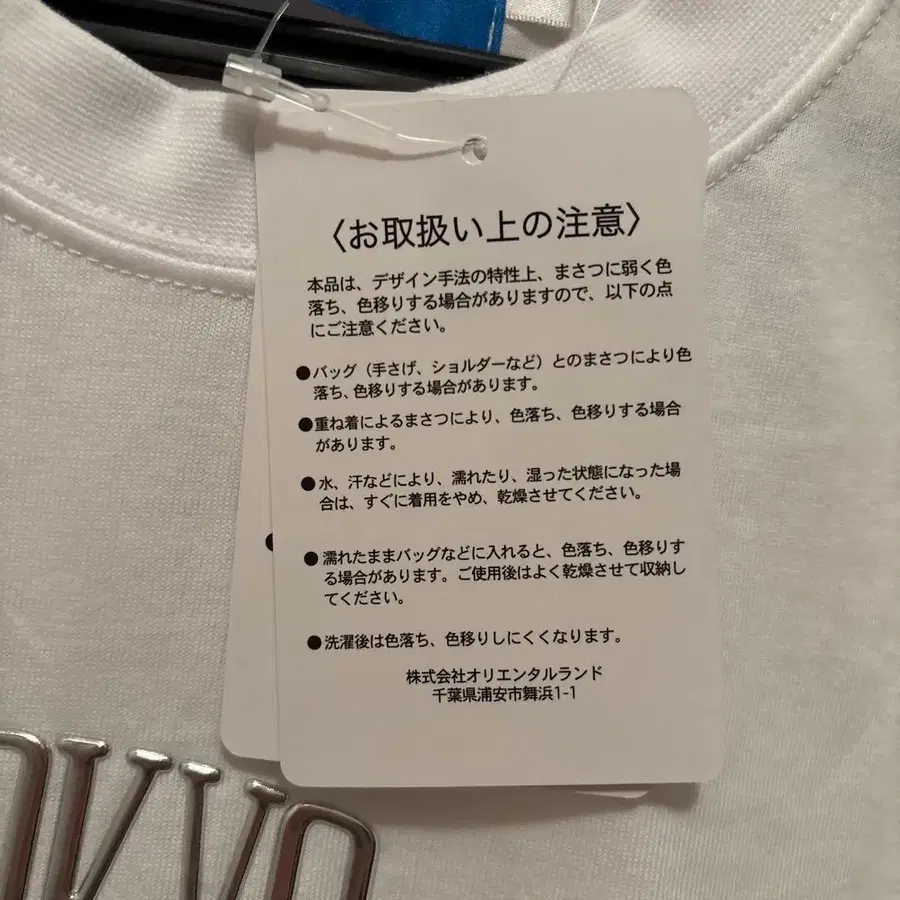 〈お取扱い上の注意〉
本品は、デザイン手法の特性上、まさつに弱く色
落ち、色移りする場合がありますので、以下の点
にご注意ください。
●バッグ（手さげ、ショルダーなど）とのまさつにより色
落ち、色移りする場合があります。
●重ね着によるまさつにより、色落ち、色移りする場合
があります。
●水、汗などにより、濡れたり、湿った状態になった場
合は、すぐに着用をやめ、乾燥させてください。
●濡れたままバッグなどに入れると、色落ち、色移りす
る場合があります。ご使用後はよく乾燥させて収納し
てください。
●洗濯後は色落ち、色移りしにくくなります。
株式会社オリエンタルランド
千葉県浦安市舞浜1-1
OKYO